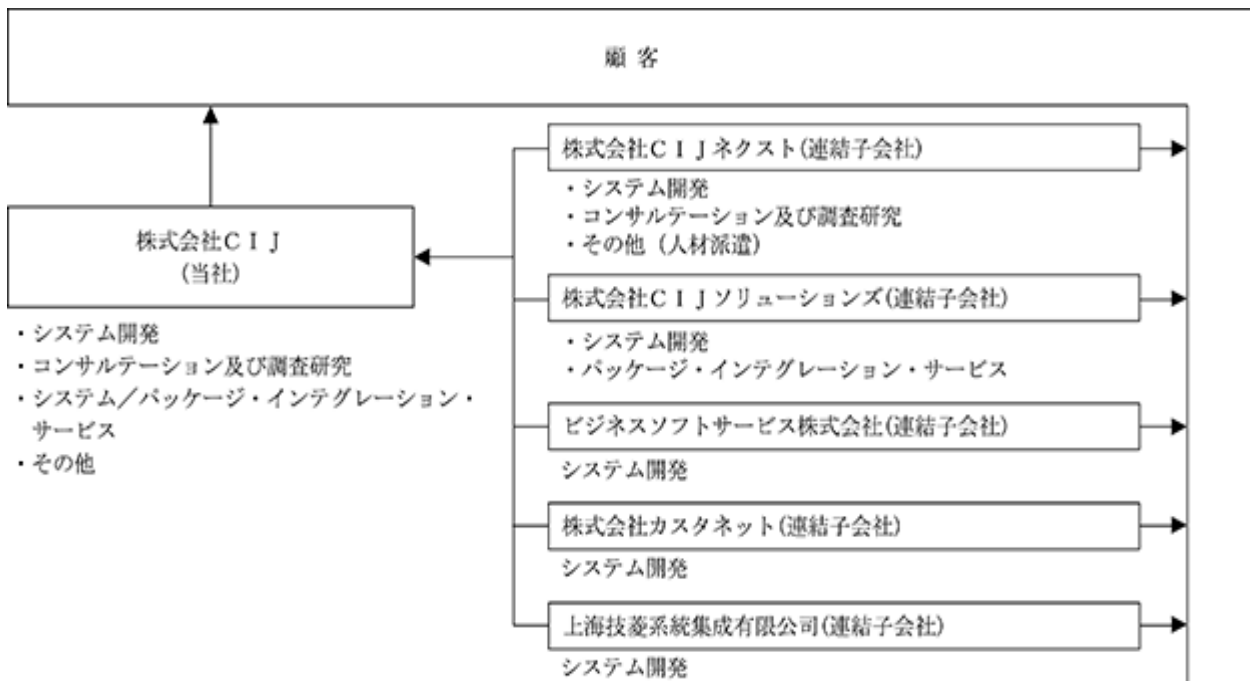 顧 客
株式会社ＣＩＪ
(当社)
・システム開発
・コンサルテーション及び調査研究
・システム／パッケージ・インテグレーション・
サービス
・その他
株式会社ＣＩＪネクスト(連結子会社)
・システム開発
・コンサルテーション及び調査研究
・その他（人材派遣）
株式会社ＣＩＪソリューションズ(連結子会社)
・システム開発
・パッケージ・インテグレーション・サービス
ビジネスソフトサービス株式会社(連結子会社)
システム開発
株式会社カスタネット(連結子会社)
システム開発
上海技菱系統集成有限公司(連結子会社)
システム開発